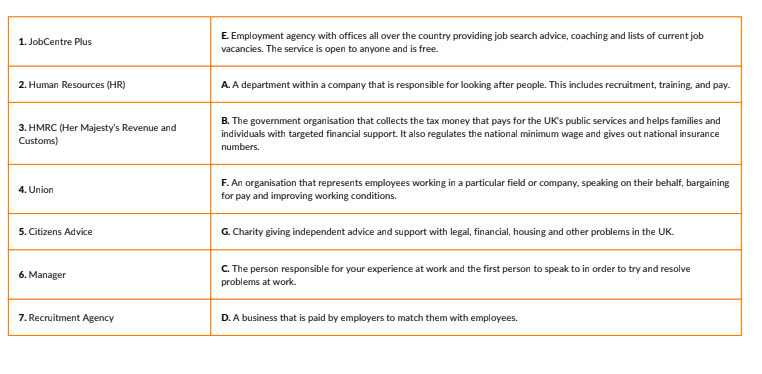 1. JobCentre Plus
E. Employment agency with offices all over the country providing job search advice, coaching and lists of current job
vacancies. The service is open to anyone and is free.
2. Human Resources (HR)
A. A department within a company that is responsible for looking after people. This includes recruitment, training, and pay.
3. HMRC (Her Majesty's Revenue and
Customs)
B. The government organisation that collects the tax money that pays for the UK's public services and helps families and
individuals with targeted financial support. It also regulates the national minimum wage and gives out national insurance
numbers.
4. Union
F. An organisation that represents employees working in a particular field or company, speaking on their behalf, bargaining
for pay and improving working conditions.
5. Citizens Advice
G. Charity giving independent advice and support with legal, financial, housing and other problems in the UK.
6. Manager
C. The person responsible for your experience at work and the first person to speak to in order to try and resolve
problems at work.
7. Recruitment Agency
D. A business that is paid by employers to match them with employees.